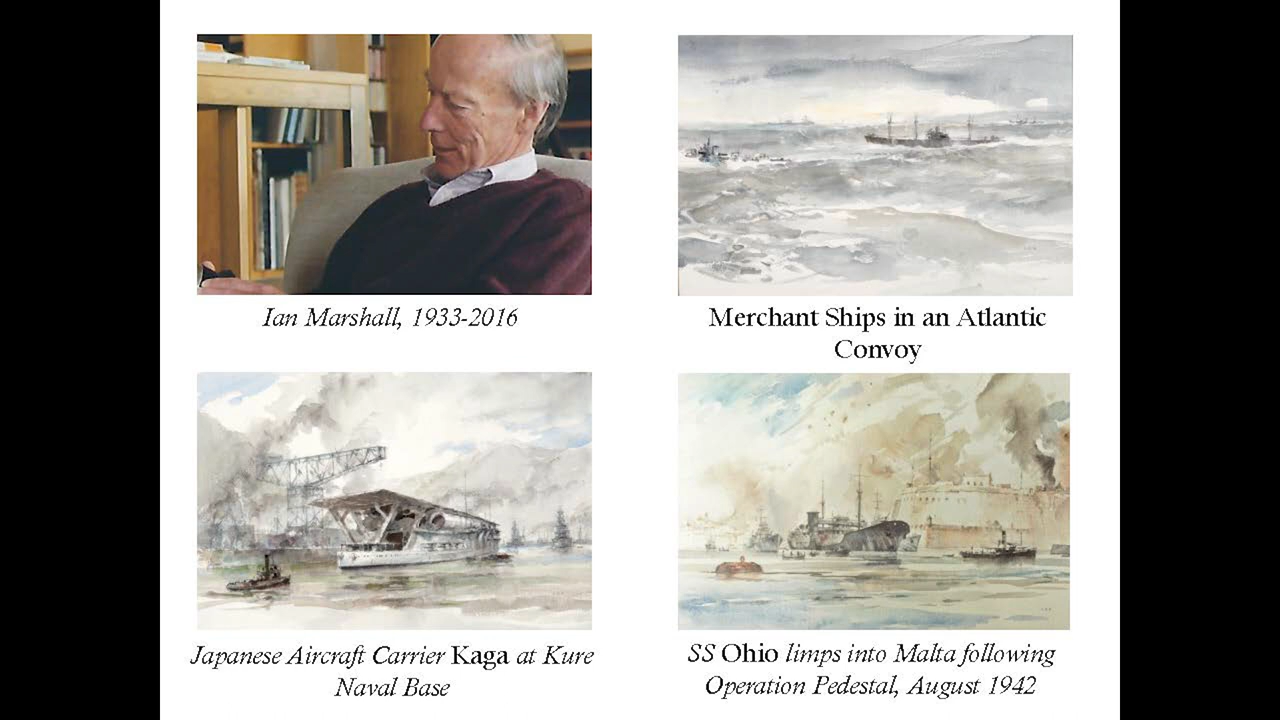 Ian Marshall, 1933-2016
Merchant Ships in an Atlantic
Convoy
Japanese Aircraft Carrier Kaga at Kure
Naval Base
SS Ohio limps into Malta following
Operation Pedestal, August 1942